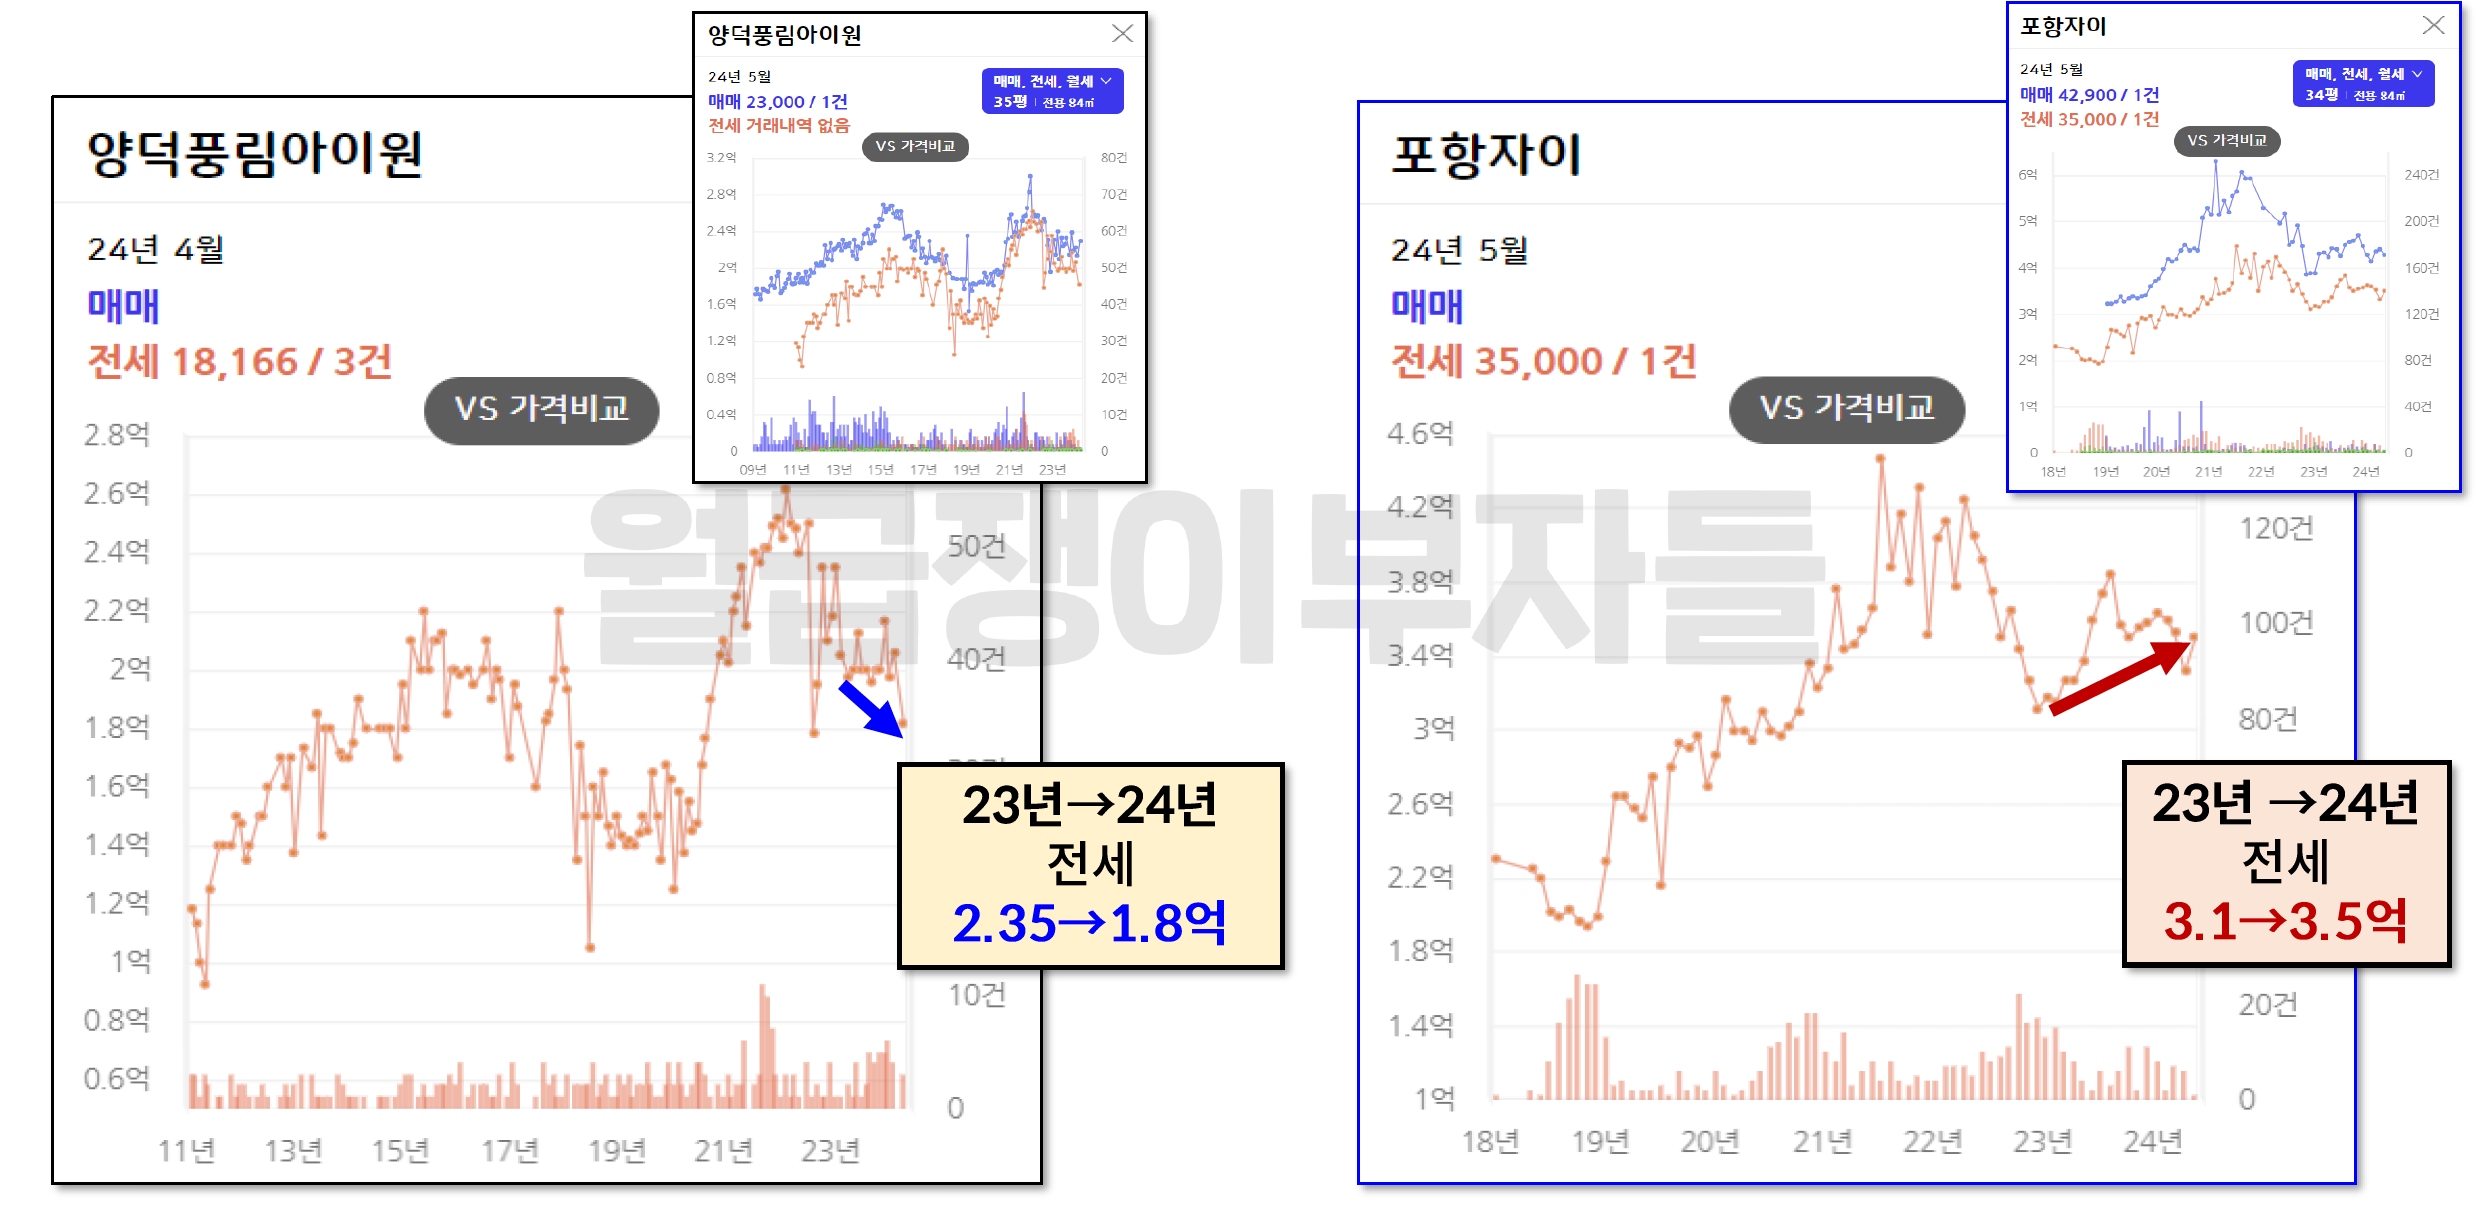 양덕풍림아이원
24년 5월
매매 23,000 / 1건
전세 거래내역 없음
매매, 전세, 월세
35평 | 전용 84㎡
VS 가격비교
3.2억
2.8억
2.4억
2억
1.6억
1.2억
0.8억
0.4억
0
80건
70건
60건
50건
40건
30건
20건
10건
0
09년 11년 13년 15년 17년 19년 21년 23년
양덕풍림아이원
24년 4월
매매
전세 18,166 / 3건
VS 가격비교
2.8억
2.6억
2.4억
2.2억
2억
1.8억
1.6억
1.4억
1.2억
1억
0.8억
0.6억
50건
40건
10건
0
11년 13년 15년 17년 19년 21년 23년
23년→24년
전세
2.35→1.8억
월급쟁이부자들
포항자이
24년 5월
매매 42,900 / 1건
전세 35,000 / 1건
매매, 전세, 월세
34평 | 전용 84㎡
VS 가격비교
6억
5억
4억
3억
2억
1억
0
240건
200건
160건
120건
80건
40건
0
18년 19년 20년 21년 22년 23년 24년
포항자이
24년 5월
매매
전세 35,000 / 1건
VS 가격비교
4.6억
4.2억
3.8억
3.4억
3억
2.6억
2.2억
1.8억
1.4억
1억
120건
100건
80건
20건
0
18년 19년 20년 21년 22년 23년 24년
23년 →24년
전세
3.1→3.5억